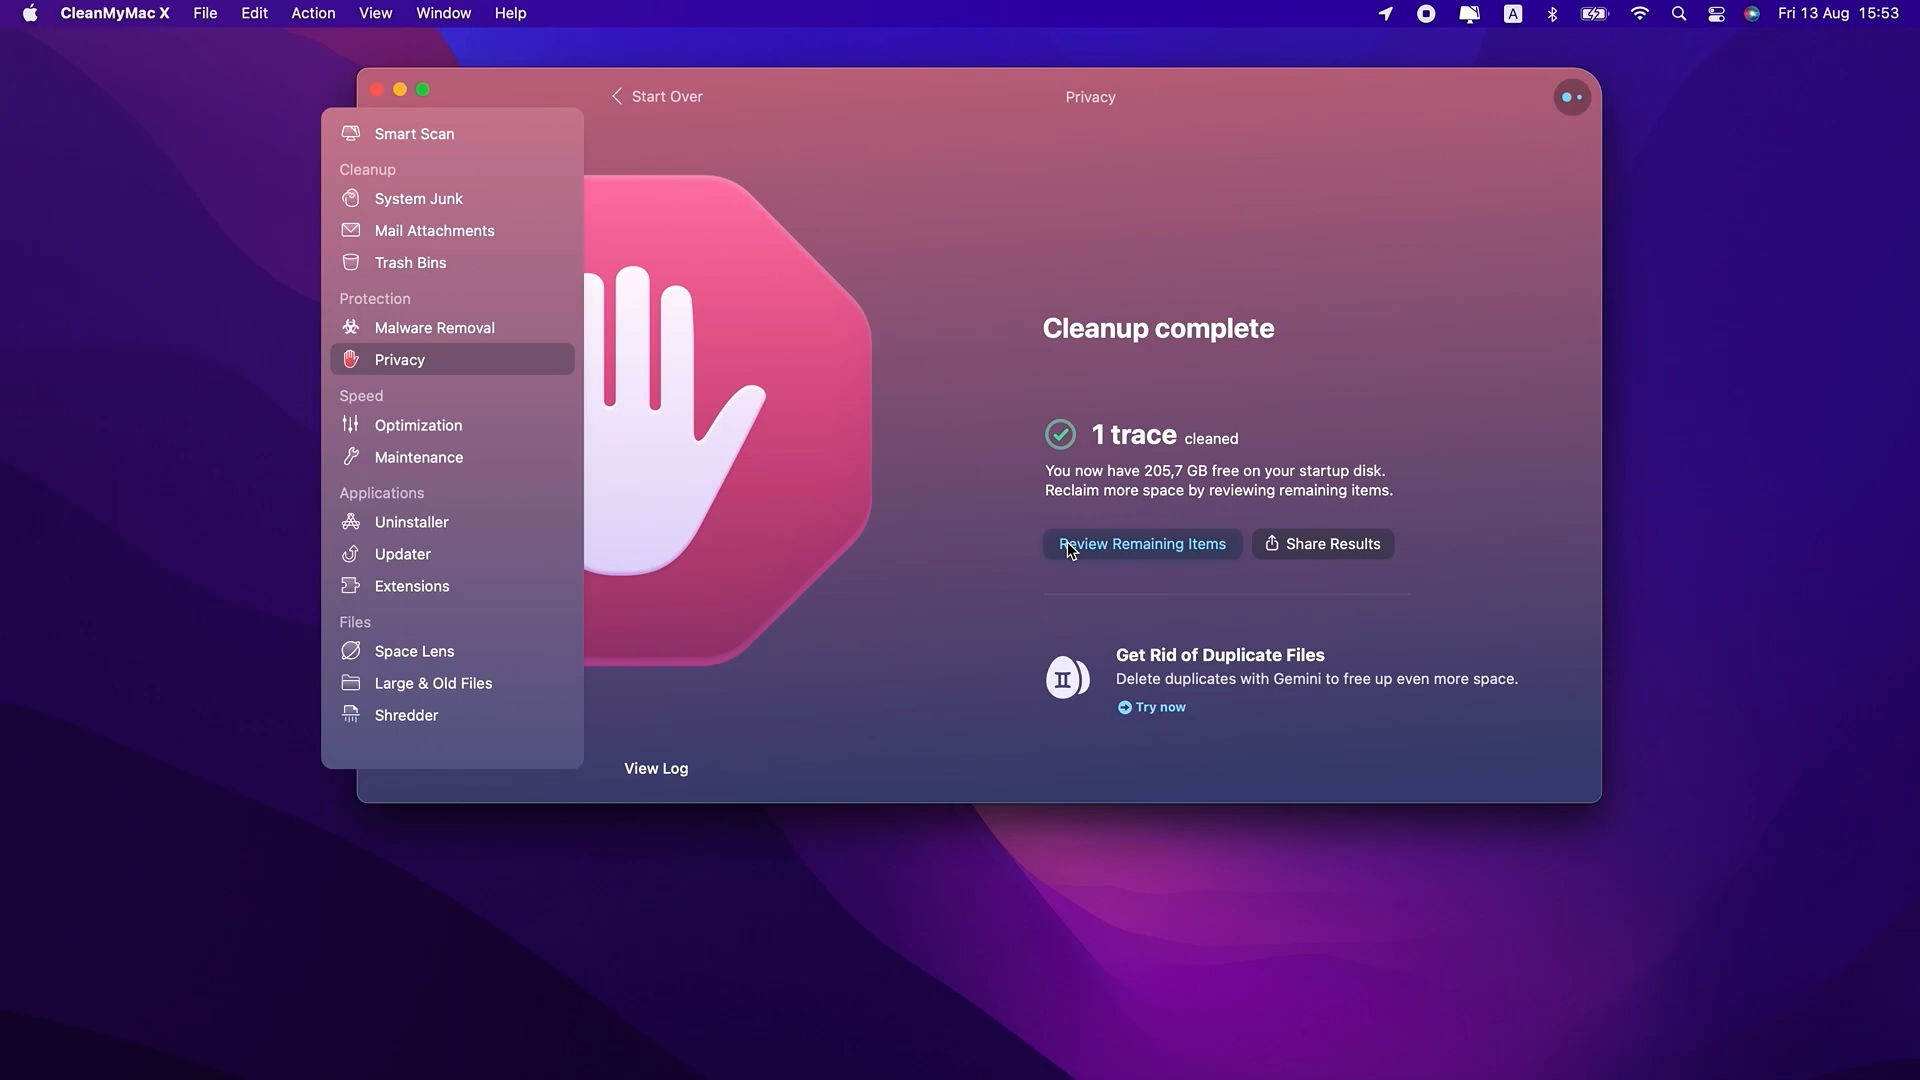 CleanMyMac X File Edit Action View Window Help A Fri 13 Aug 15:53
Start Over
Privacy
Smart Scan
Cleanup
System Junk
Mail Attachments
Trash Bins
Protection
Malware Removal
Privacy
Speed
Optimization
Maintenance
Applications
Uninstaller
Updater
Extensions
Files
Space Lens
Large & Old Files
Shredder
View Log
Cleanup complete
1 trace cleaned
You now have 205,7 GB free on your startup disk.
Reclaim more space by reviewing remaining items.
Review Remaining Items
Share Results
Get Rid of Duplicate Files
Delete duplicates with Gemini to free up even more space.
Try now